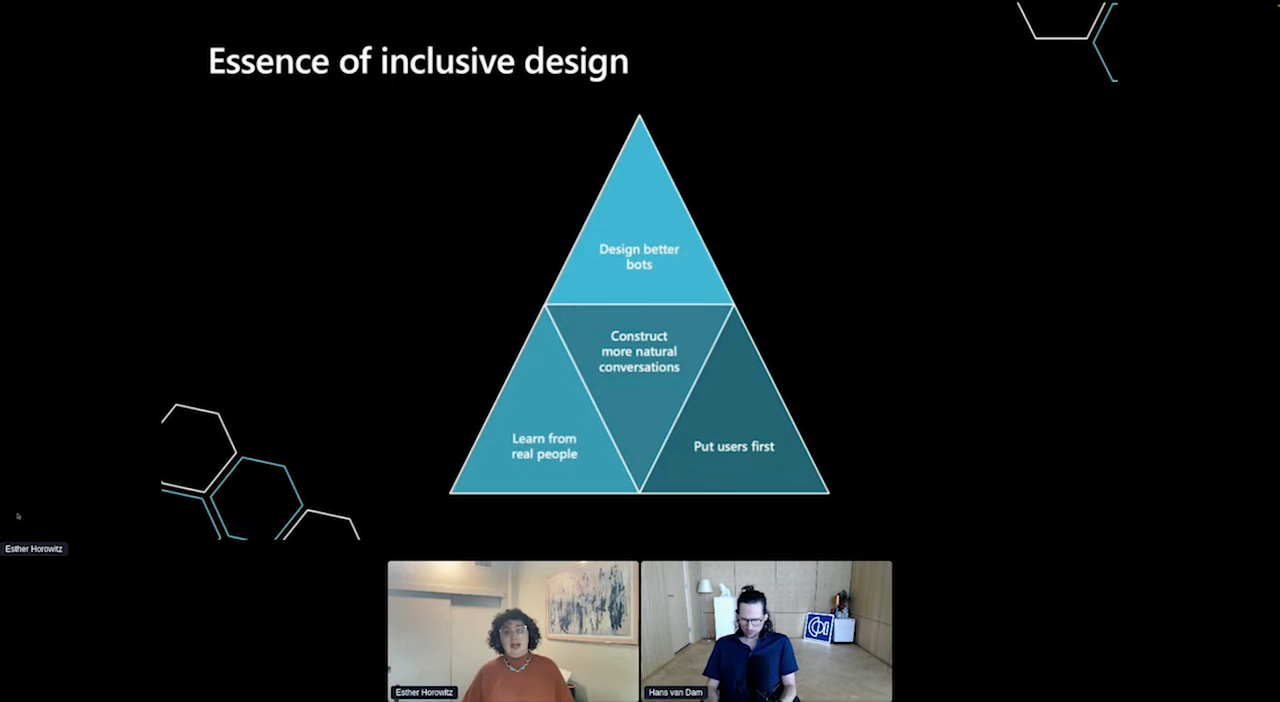 Essence of inclusive design
Design better
bots
Construct
more natural
conversations
Learn from
real people
Put users first
Esther Horowitz
Esther Horowitz
Hans van Dam
CDI